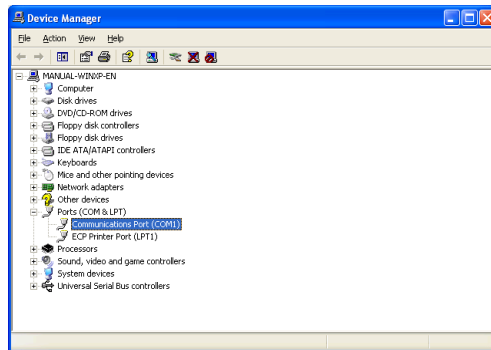 Device Manager
File Action View Help
MANUAL-WINXP-EN
Computer
Disk drives
DVD/CD-ROM drives
Floppy disk controllers
Floppy disk drives
IDE ATA/ATAPI controllers
Keyboards
Mice and other pointing devices
Network adapters
Other devices
Ports (COM & LPT)
Communications Port (COM1)
ECP Printer Port (LPT1)
Processors
Sound, video and game controllers
System devices
Universal Serial Bus controllers